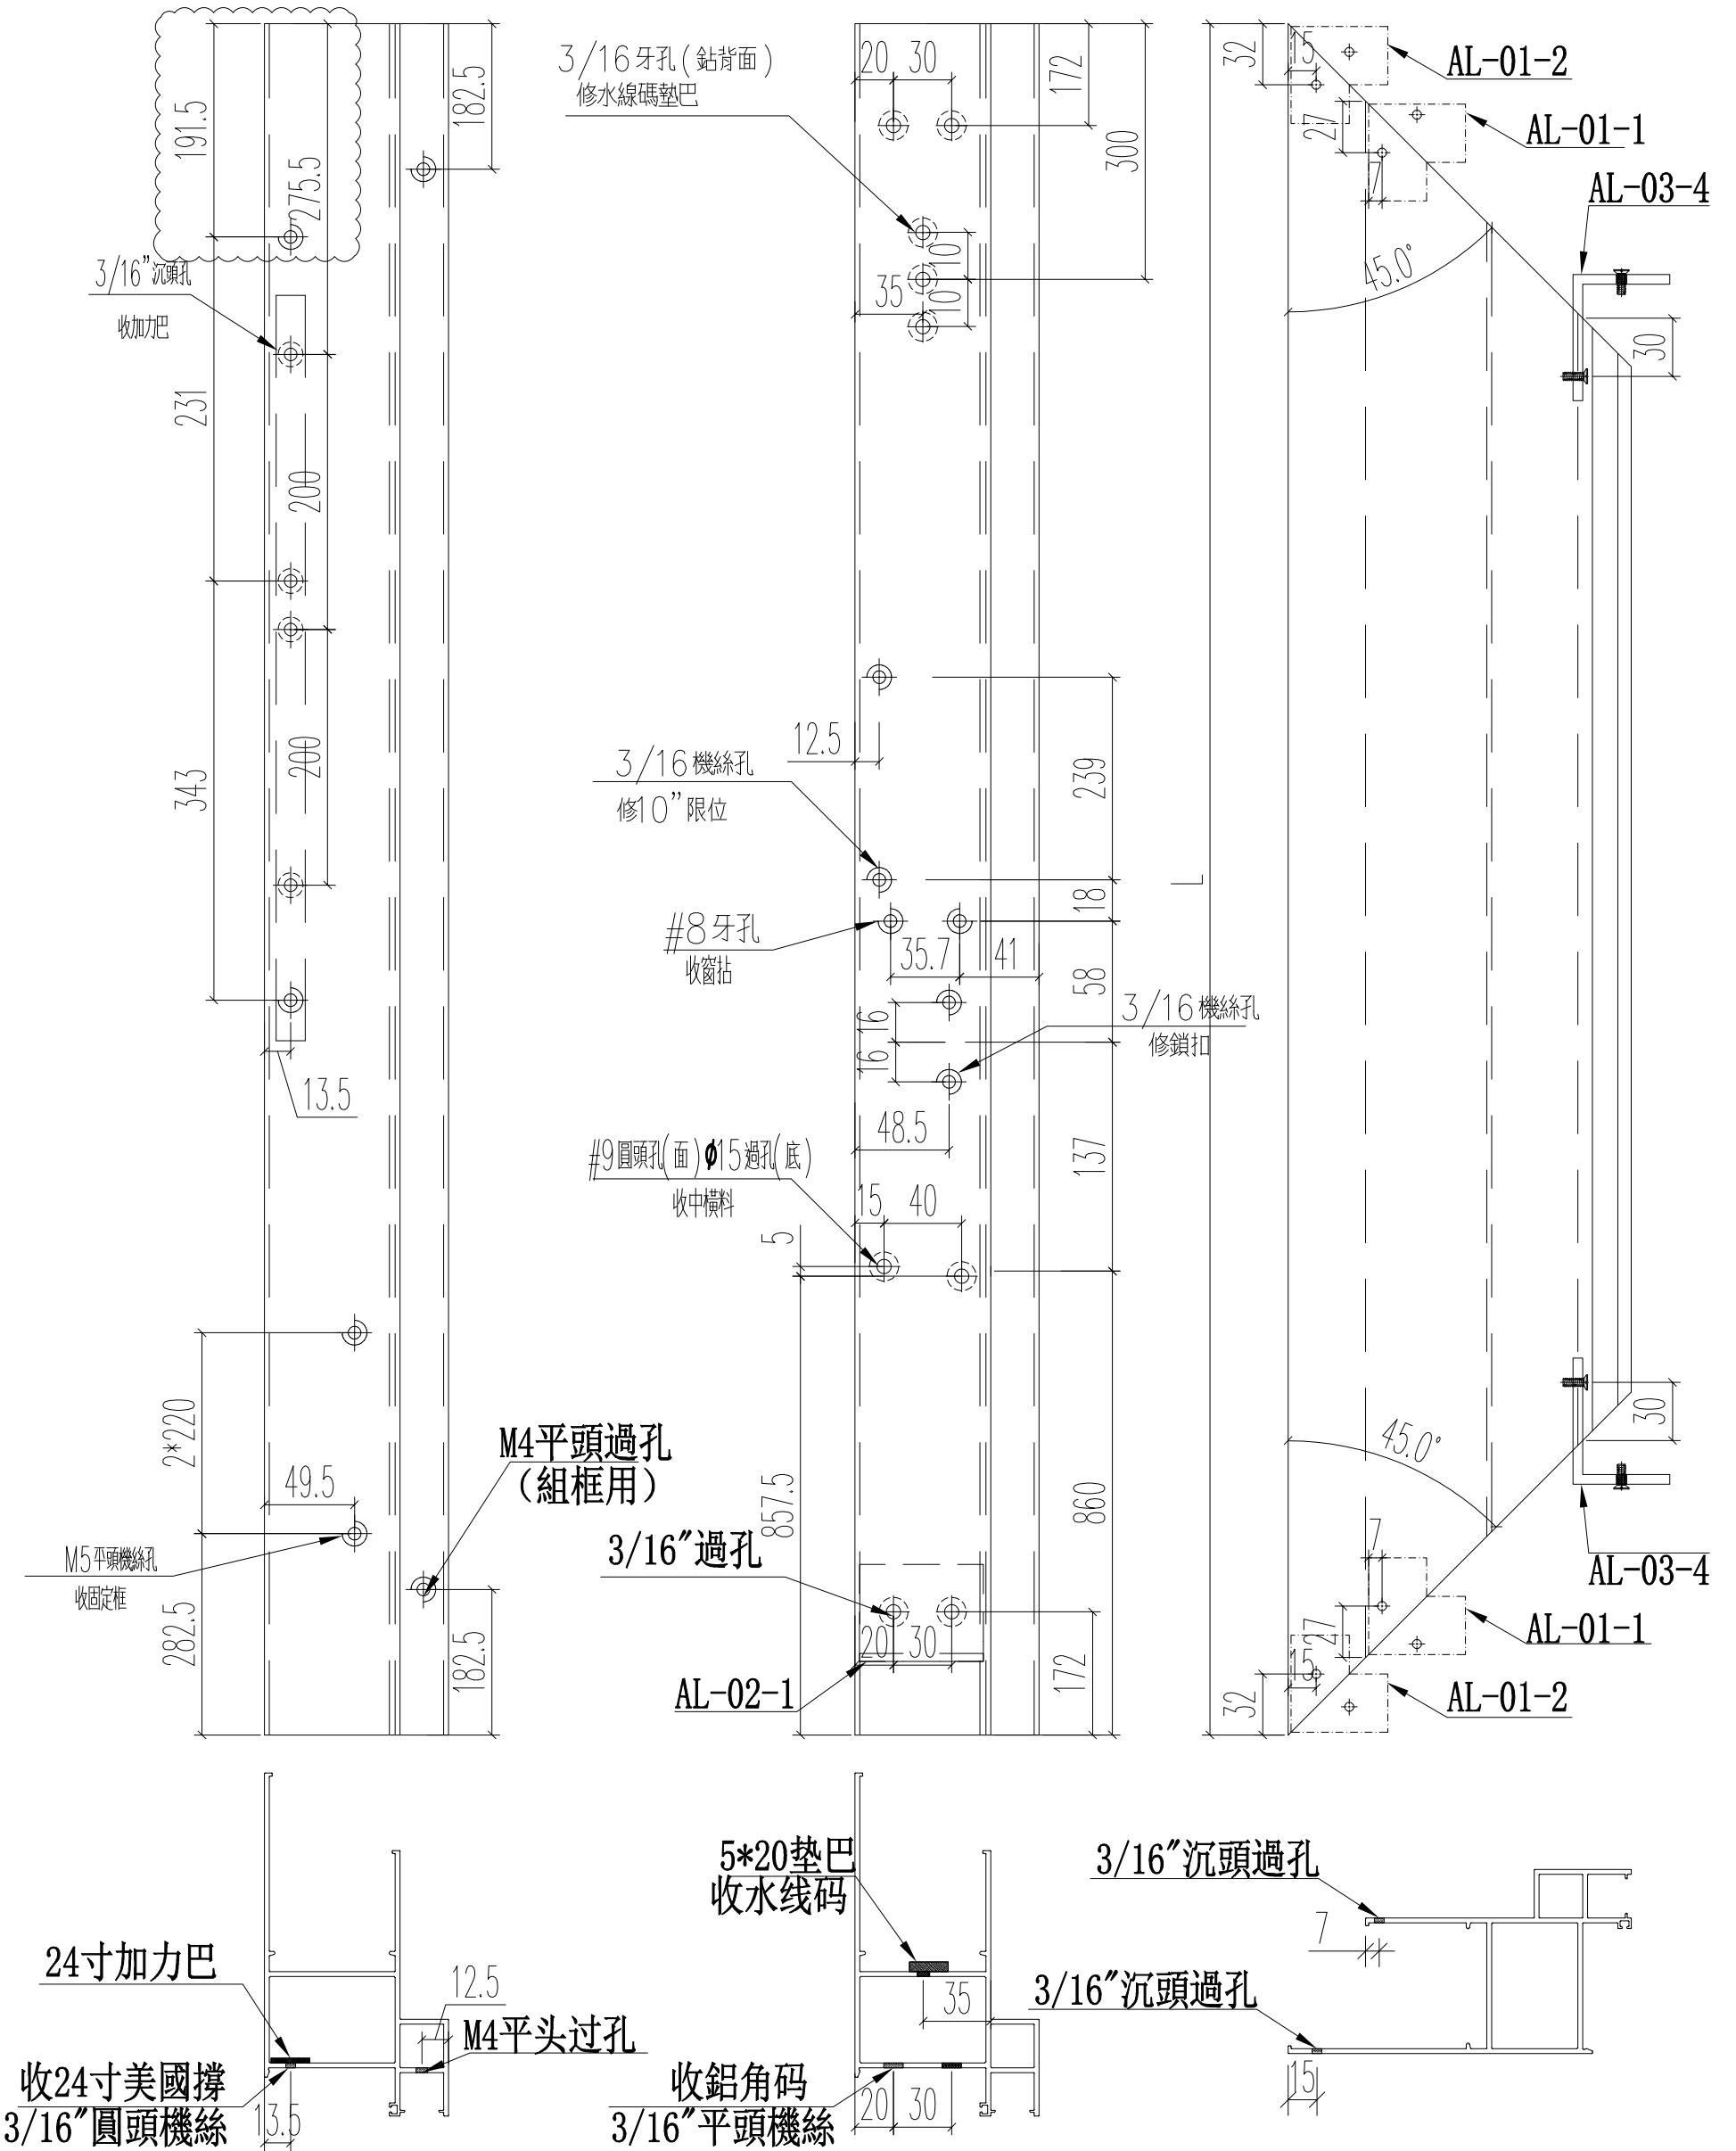 191.5
275.5
182.5
3/16”沉頭孔
收加力巴
231
200
343
200
13.5
2*220
49.5
M5平頭機絲孔
收固定框
282.5
M4平頭過孔
(組框用)
182.5
3/16牙孔(鉆背面)
修水線碼墊巴
20
30
172
300
10
35
10
12.5
3/16機絲孔
修10”限位
239
18
#8牙孔
收窗拈
35.7
41
58
16
16
3/16機絲孔
修鎖扣
48.5
137
#9圓頭孔(面)ϕ15過孔(底)
收中橫料
15
40
5
857.5
860
3/16″過孔
20
30
172
AL-02-1
L
32
15
AL-01-2
27
AL-01-1
7
AL-03-4
45.0°
30
45.0°
30
AL-03-4
7
27
AL-01-1
15
32
AL-01-2
24寸加力巴
12.5
M4平头过孔
收24寸美國撐
3/16″圓頭機絲
13.5
5*20垫巴
收水线码
35
收鋁角码
3/16″平頭機絲
20
30
3/16″沉頭過孔
7
3/16″沉頭過孔
15